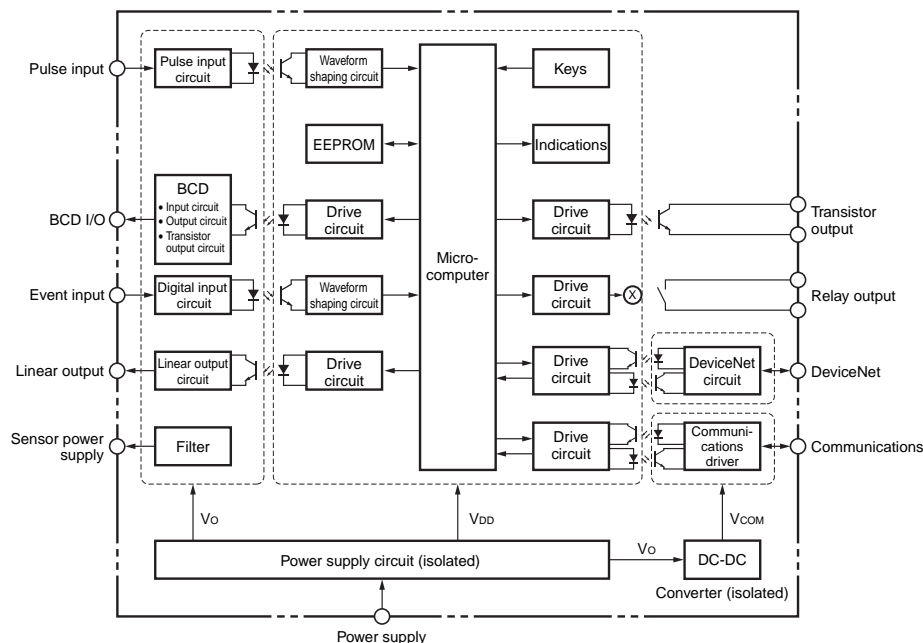 Pulse input
Pulse input
circuit
Waveform
shaping circuit
Keys
EEPROM
Indications
BCD I/O
BCD
• Input circuit
• Output circuit
• Transistor
output circuit
Drive
circuit
Micro-
computer
Drive
circuit
Transistor
output
Event input
Digital input
circuit
Waveform
shaping circuit
Drive
circuit
X
Relay output
Linear output
Linear output
circuit
Drive
circuit
Drive
circuit
DeviceNet
circuit
DeviceNet
Sensor power
supply
Filter
Drive
circuit
Communi-
cations
driver
Communications
VO
VDD
VCOM
Power supply circuit (isolated)
VO
DC-DC
Converter (isolated)
Power supply